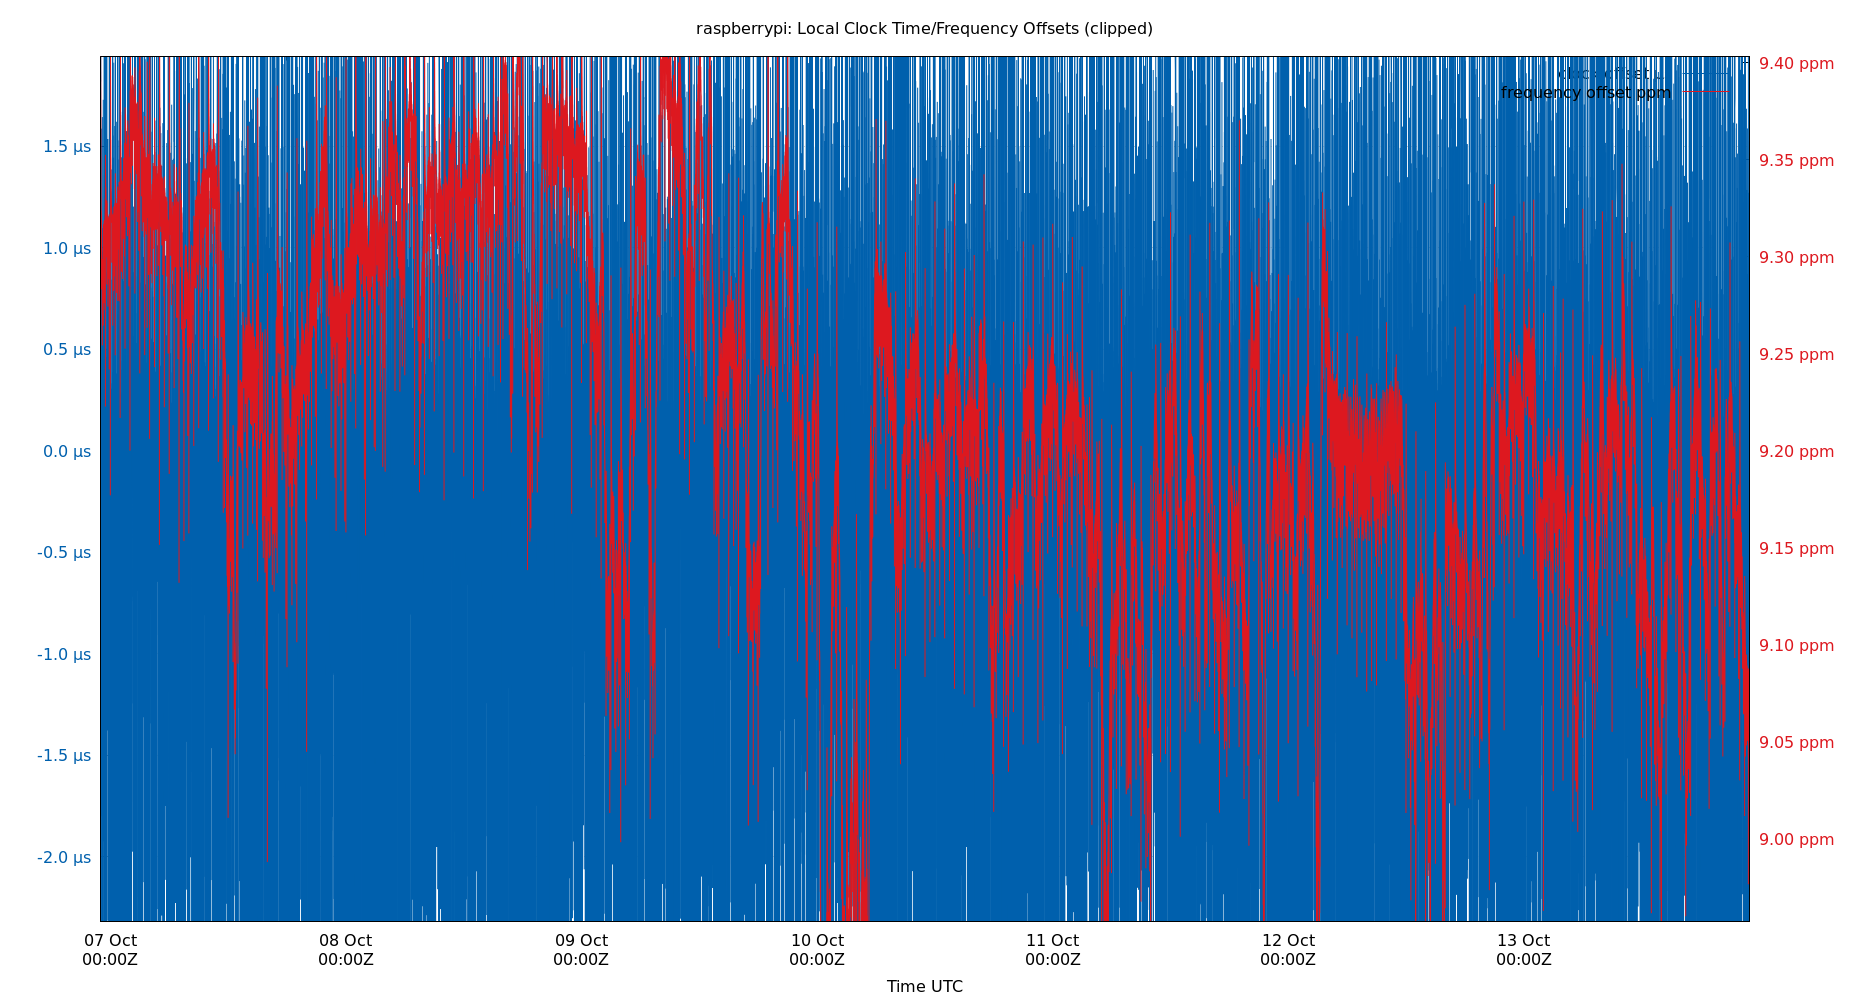 raspberrypi: Local Clock Time/Frequency Offsets (clipped)
9.40 ppm
clock offset
frequency offset ppm
1.5 μs
9.35 ppm
1.0 μs
9.30 ppm
0.5 μs
9.25 ppm
0.0 μs
9.20 ppm
-0.5 μs
9.15 ppm
-1.0 μs
9.10 ppm
-1.5 μs
9.05 ppm
-2.0 μs
9.00 ppm
07 Oct 08 Oct 09 Oct 10 Oct 11 Oct 12 Oct 13 Oct
00:00Z 00:00Z 00:00Z 00:00Z 00:00Z 00:00Z 00:00Z
Time UTC